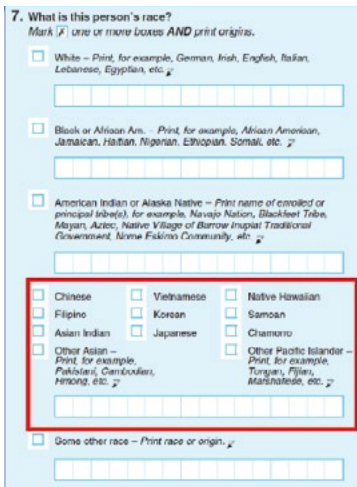 7. What is this person's race?
Mark X one or more boxes AND print origins.
White – Print, for example, German, Irish, English, Italian,
Lebanese, Egyptian, etc.
Black or African Am. – Print, for example, African American,
Jamaican, Haitian, Nigerian, Ethiopian, Somali, etc.
American Indian or Alaska Native – Print name of enrolled or
principal tribe(s), for example, Navajo Nation, Blackfeet Tribe,
Mayan, Aztec, Native Village of Barrow Inupiat Traditional
Government, Nome Eskimo Community, etc.
Chinese Vietnamese Native Hawaiian
Filipino Korean Samoan
Asian Indian Japanese Chamorro
Other Asian – Other Pacific Islander –
Print, for example, Print, for example,
Pakistani, Cambodian, Tongan, Fijian,
Hmong, etc. Marshallese, etc.
Some other race – Print race or origin.